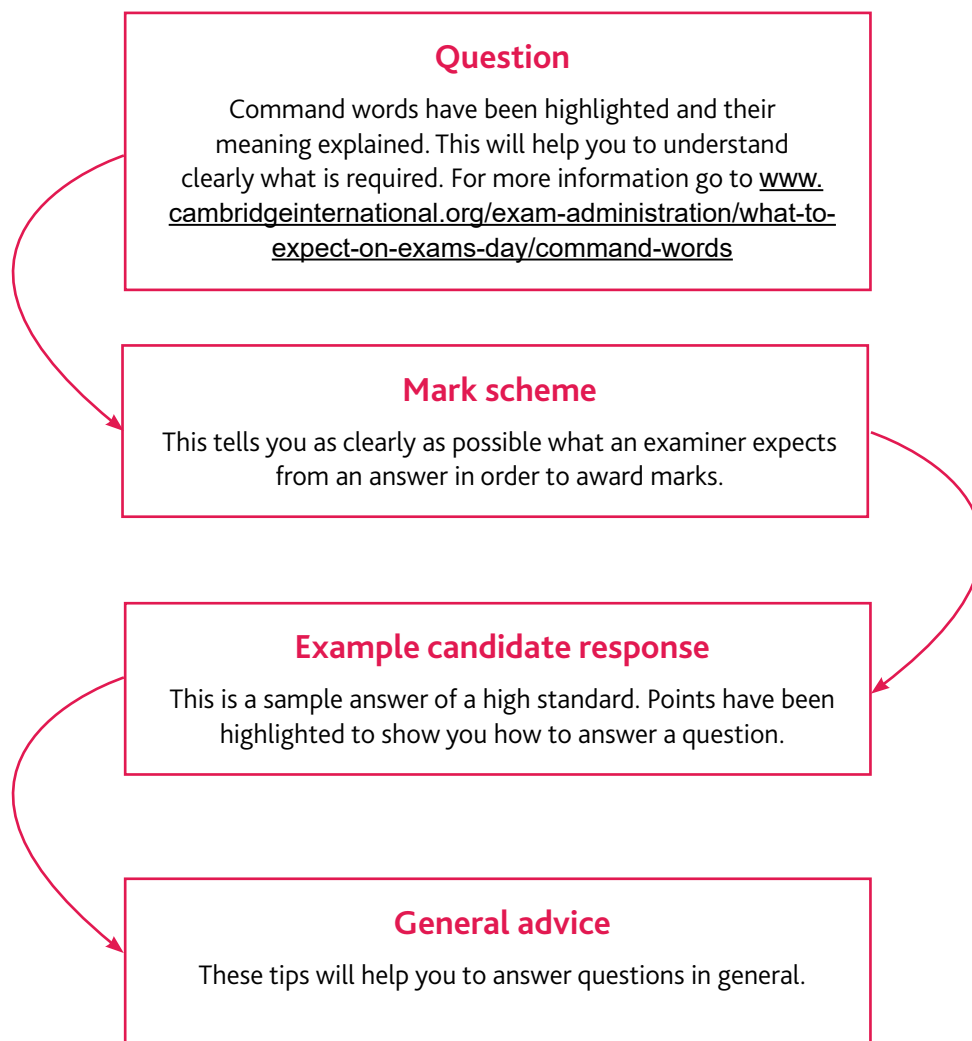 Question
Command words have been highlighted and their
meaning explained. This will help you to understand
clearly what is required. For more information go to www.
cambridgeinternational.org/exam-administration/what-to-
expect-on-exams-day/command-words
Mark scheme
This tells you as clearly as possible what an examiner expects
from an answer in order to award marks.
Example candidate response
This is a sample answer of a high standard. Points have been
highlighted to show you how to answer a question.
General advice
These tips will help you to answer questions in general.